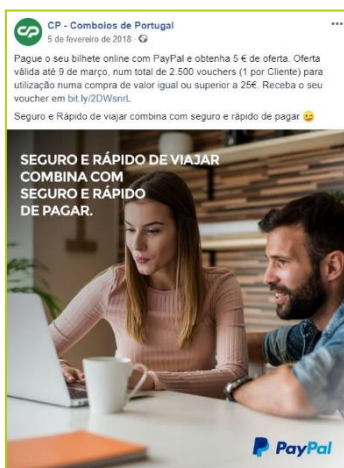 CP - Comboios de Portugal
5 de fevereiro de 2018 ·
Pague o seu bilhete online com PayPal e obtenha 5 € de oferta. Oferta
válida até 9 de março, num total de 2.500 vouchers (1 por Cliente) para
utilização numa compra de valor igual ou superior a 25€. Receba o seu
voucher em bit.ly/2DWsnrL
Seguro e Rápido de viajar combina com seguro e rápido de pagar 😉
SEGURO E RÁPIDO DE VIAJAR
COMBINA COM
SEGURO E RÁPIDO
DE PAGAR.
PayPal